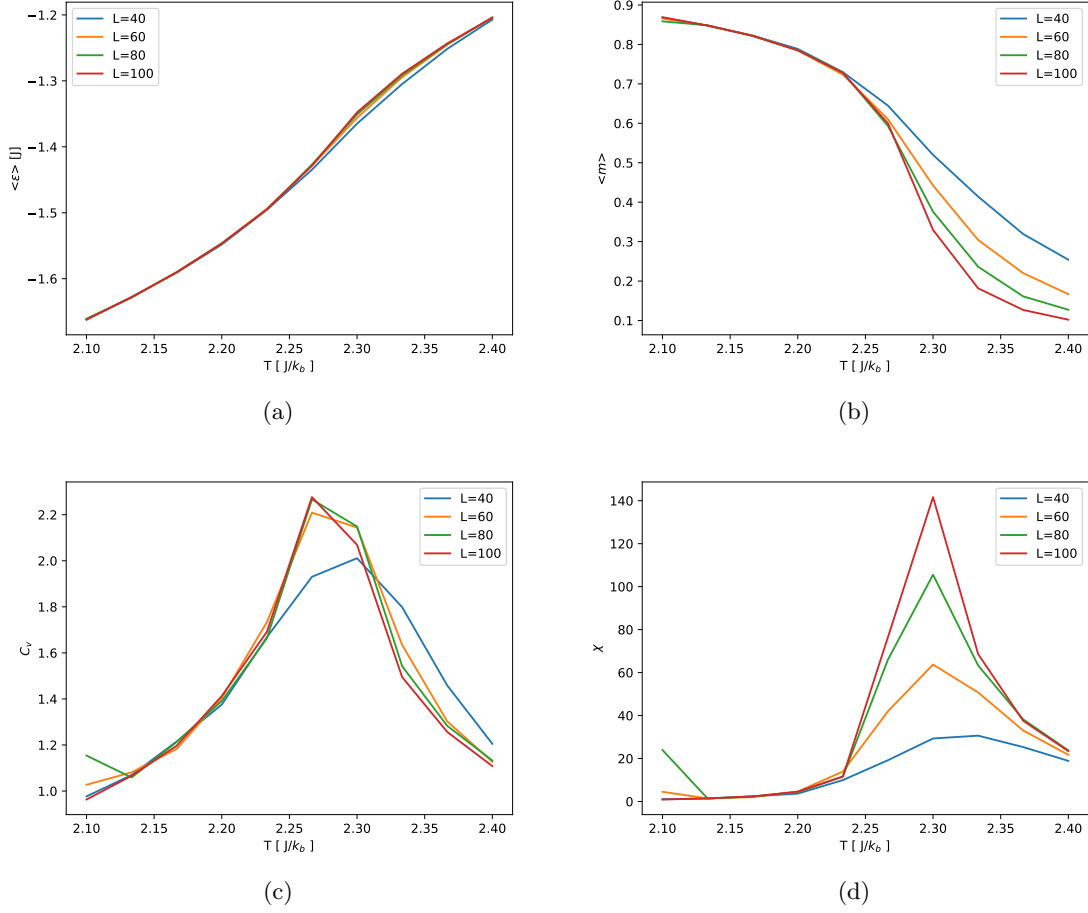 −1.2
−1.3
−1.4
−1.5
−1.6
<ε> [J]
L=40
L=60
L=80
L=100
2.10 2.15 2.20 2.25 2.30 2.35 2.40
T [ J/k_b ]
(a)
0.9
0.8
0.7
0.6
0.5
0.4
0.3
0.2
0.1
<m>
L=40
L=60
L=80
L=100
2.10 2.15 2.20 2.25 2.30 2.35 2.40
T [ J/k_b ]
(b)
2.2
2.0
1.8
1.6
1.4
1.2
1.0
C_v
L=40
L=60
L=80
L=100
2.10 2.15 2.20 2.25 2.30 2.35 2.40
T [ J/k_b ]
(c)
140
120
100
80
60
40
20
0
χ
L=40
L=60
L=80
L=100
2.10 2.15 2.20 2.25 2.30 2.35 2.40
T [ J/k_b ]
(d)